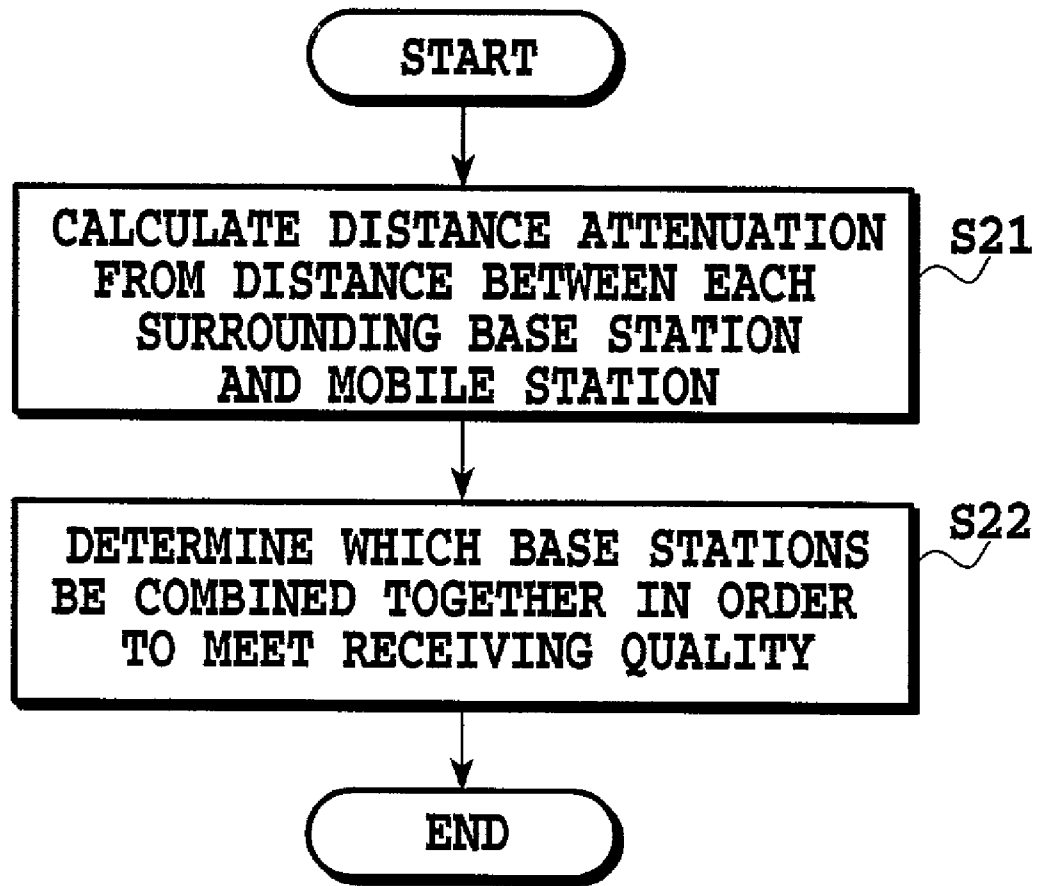 START
CALCULATE DISTANCE ATTENUATION
FROM DISTANCE BETWEEN EACH
SURROUNDING BASE STATION
AND MOBILE STATION
S21
DETERMINE WHICH BASE STATIONS
BE COMBINED TOGETHER IN ORDER
TO MEET RECEIVING QUALITY
S22
END